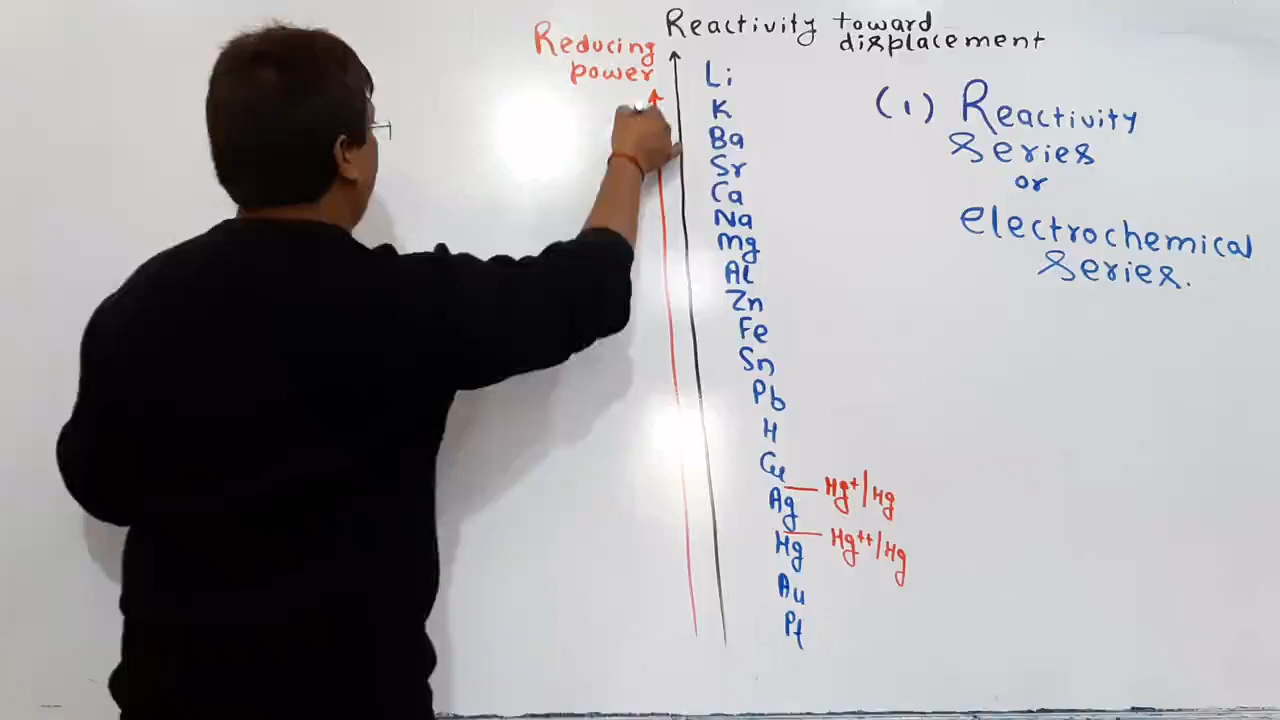 Reactivity toward
displacement
Reducing
power
Li
K
Ba
Sr
Ca
Na
Mg
Al
Zn
Fe
Sn
Pb
H
Cu
Ag
Hg
Au
Pt
Hg+/Hg
Hg++/Hg
(1) Reactivity
series
or
electrochemical
series.